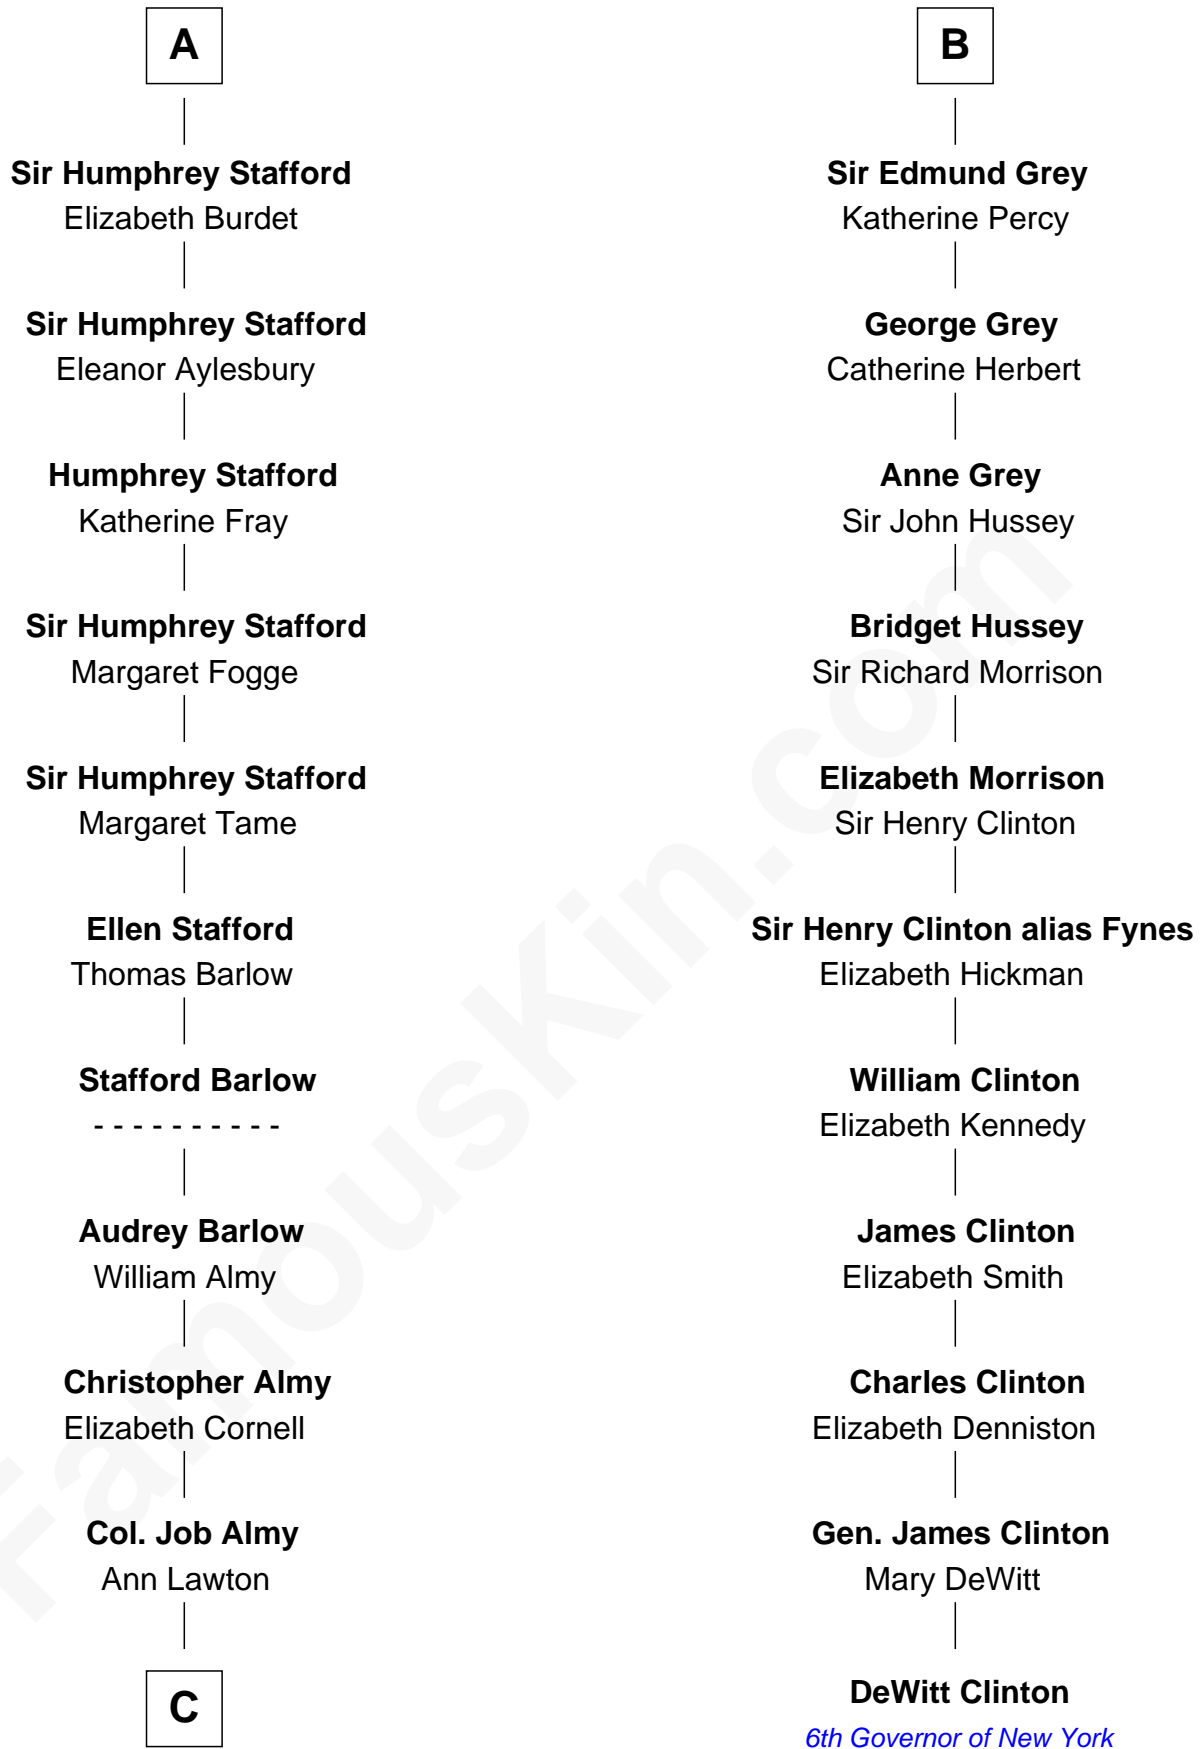 A
Sir Humphrey Stafford
Elizabeth Burdet
Sir Humphrey Stafford
Eleanor Aylesbury
Humphrey Stafford
Katherine Fray
Sir Humphrey Stafford
Margaret Fogge
Sir Humphrey Stafford
Margaret Tame
Ellen Stafford
Thomas Barlow
Stafford Barlow
- - - - - - - - - -
Audrey Barlow
William Almy
Christopher Almy
Elizabeth Cornell
Col. Job Almy
Ann Lawton
C
B
Sir Edmund Grey
Katherine Percy
George Grey
Catherine Herbert
Anne Grey
Sir John Hussey
Bridget Hussey
Sir Richard Morrison
Elizabeth Morrison
Sir Henry Clinton
Sir Henry Clinton alias Fynes
Elizabeth Hickman
William Clinton
Elizabeth Kennedy
James Clinton
Elizabeth Smith
Charles Clinton
Elizabeth Denniston
Gen. James Clinton
Mary DeWitt
DeWitt Clinton
6th Governor of New York
FamousKin.com